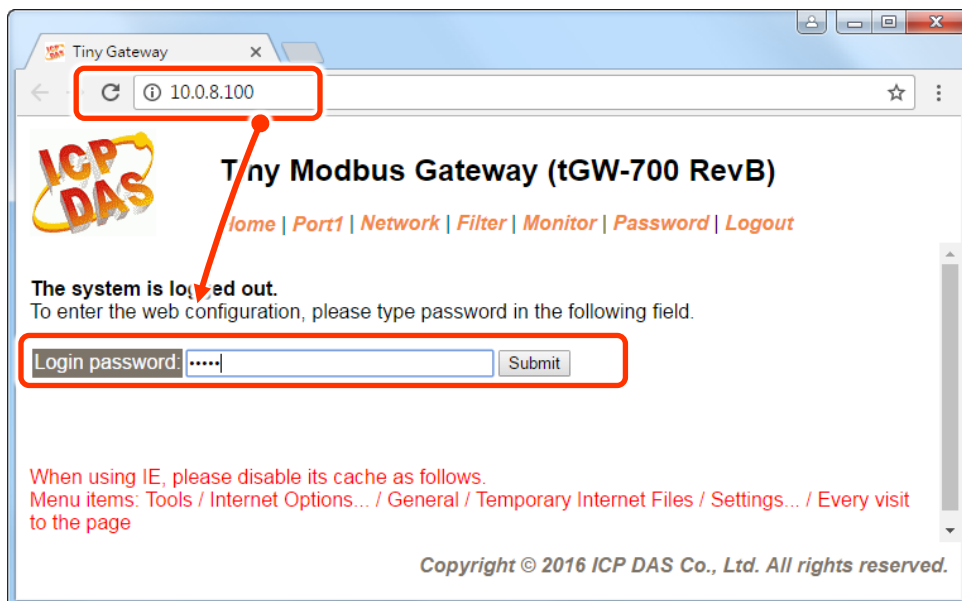 Tiny Gateway
10.0.8.100
ICP
DAS
Tiny Modbus Gateway (tGW-700 RevB)
Home | Port1 | Network | Filter | Monitor | Password | Logout
The system is logged out.
To enter the web configuration, please type password in the following field.
Login password: ••••• Submit
When using IE, please disable its cache as follows.
Menu items: Tools / Internet Options... / General / Temporary Internet Files / Settings... / Every visit
to the page
Copyright © 2016 ICP DAS Co., Ltd. All rights reserved.